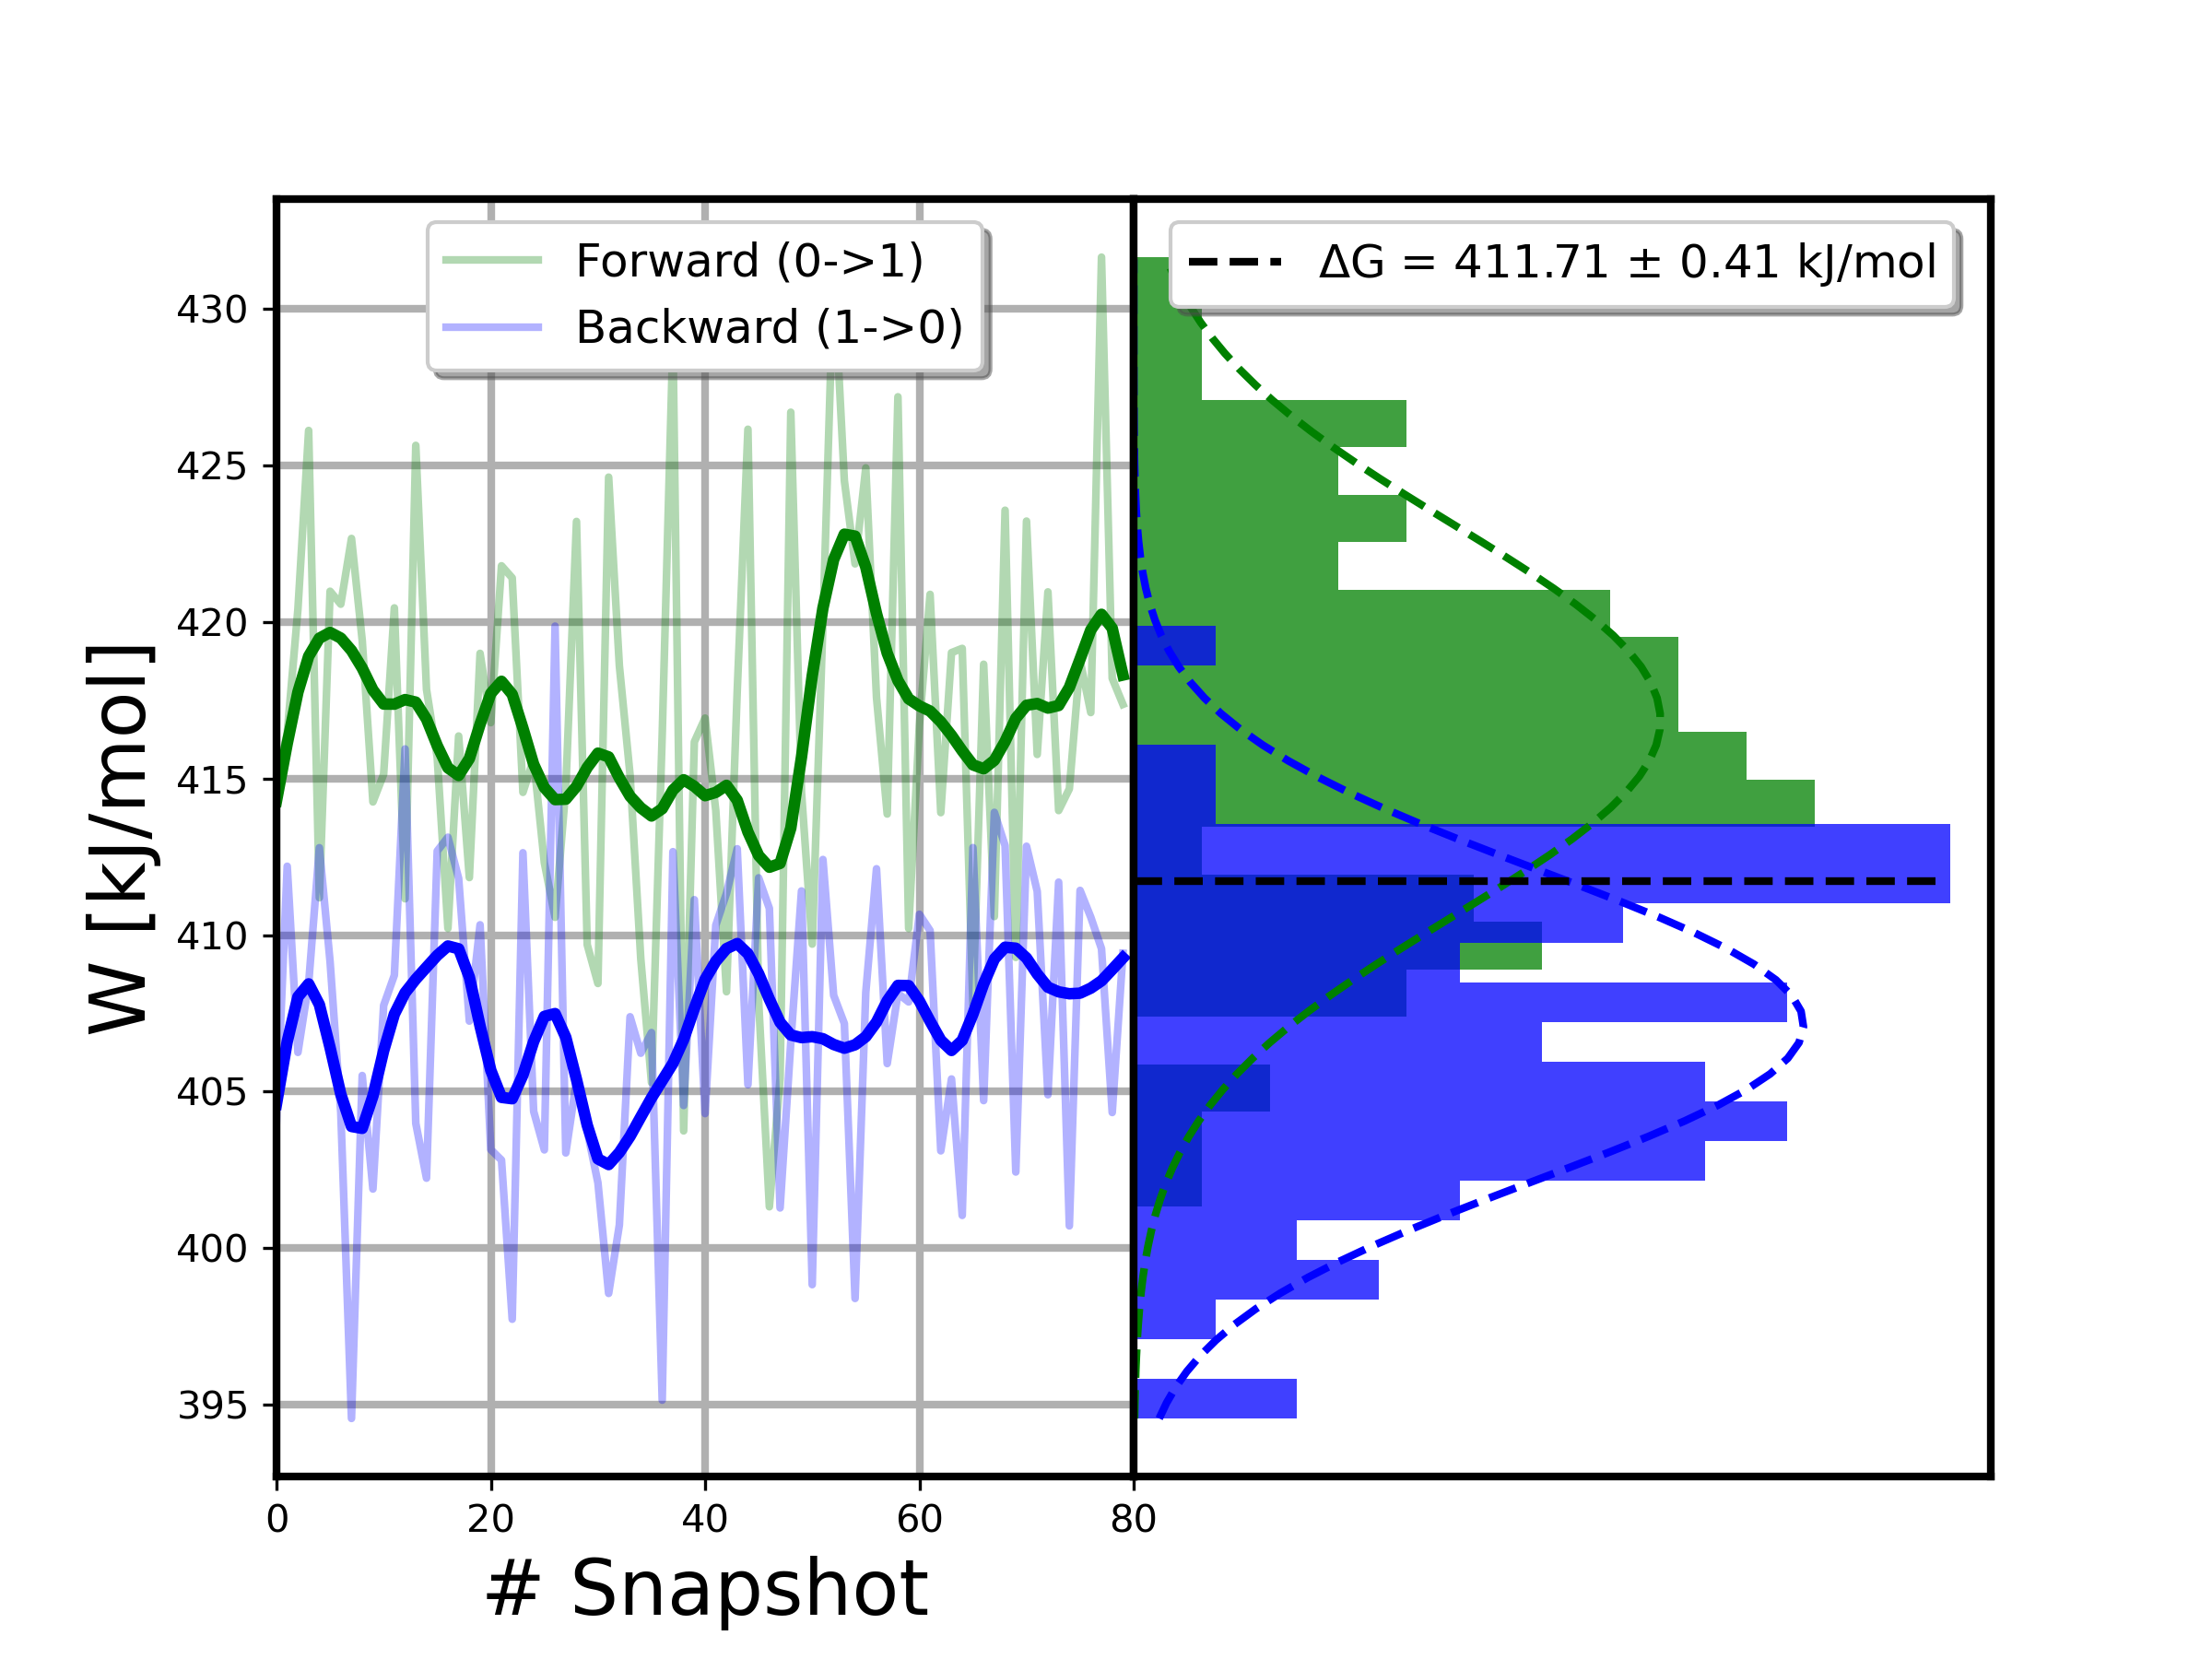 Forward (0->1)
Backward (1->0)
ΔG = 411.71 ± 0.41 kJ/mol
W [kJ/mol]
430
425
420
415
410
405
400
395
0 20 40 60 80
# Snapshot